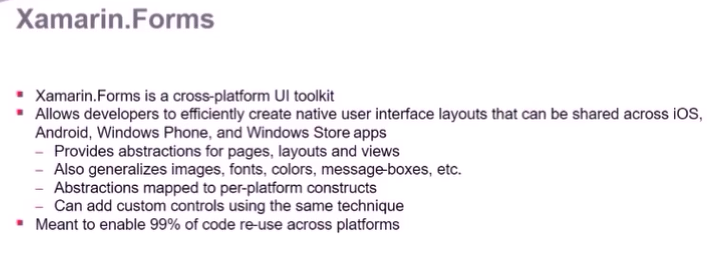 Xamarin.Forms
▪ Xamarin.Forms is a cross-platform UI toolkit
▪ Allows developers to efficiently create native user interface layouts that can be shared across iOS,
Android, Windows Phone, and Windows Store apps
– Provides abstractions for pages, layouts and views
– Also generalizes images, fonts, colors, message-boxes, etc.
– Abstractions mapped to per-platform constructs
– Can add custom controls using the same technique
▪ Meant to enable 99% of code re-use across platforms